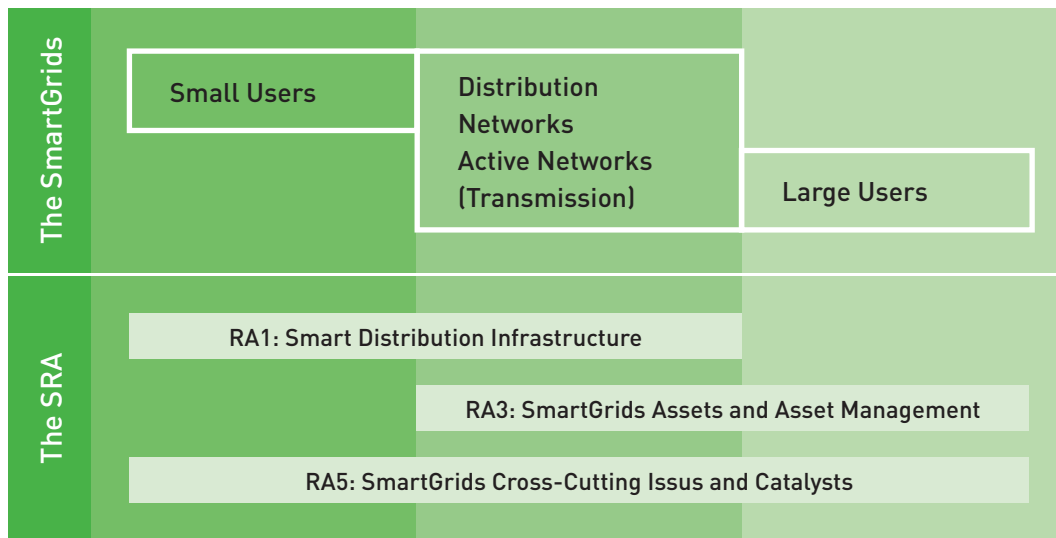 The SmartGrids
Small Users
Distribution
Networks
Active Networks
(Transmission)
Large Users
The SRA
RA1: Smart Distribution Infrastructure
RA3: SmartGrids Assets and Asset Management
RA5: SmartGrids Cross-Cutting Issus and Catalysts